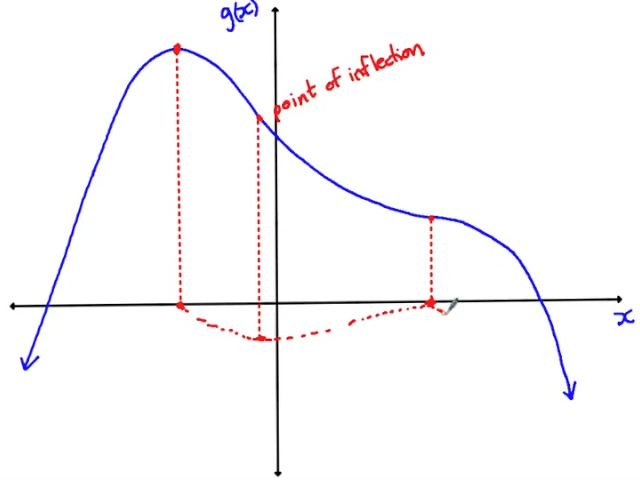 g(x)
point of inflection
x